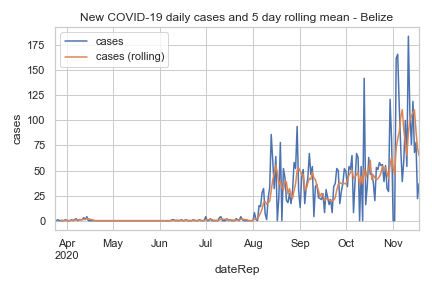 New COVID-19 daily cases and 5 day rolling mean - Belize
cases
cases (rolling)
175
150
125
100
75
50
25
0
cases
Apr May Jun Jul Aug Sep Oct Nov
2020
dateRep